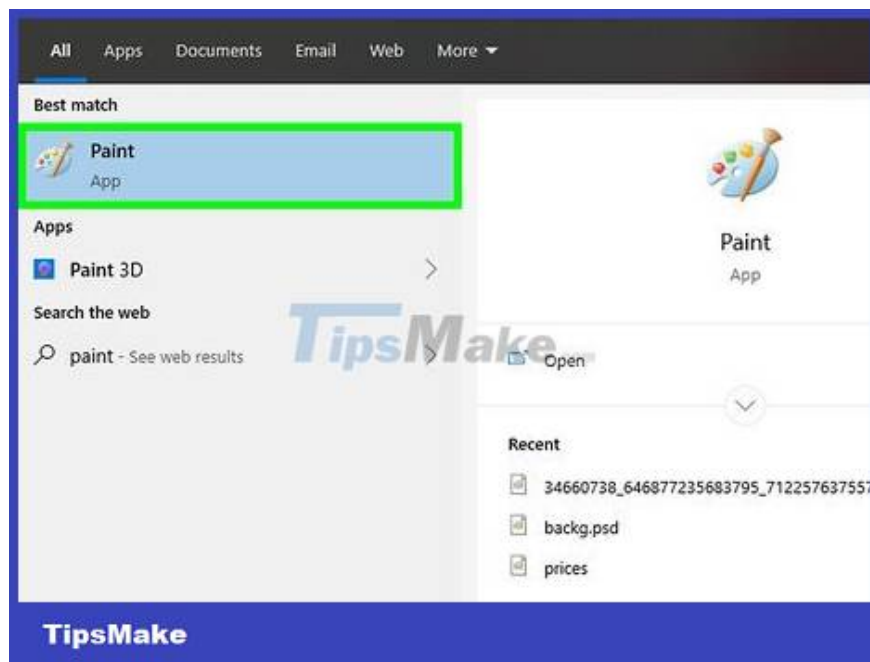 All Apps Documents Email Web More
Best match
Paint
App
Apps
Paint 3D
Search the web
paint - See web results
Paint
App
Open
Recent
34660738_646877235683795_712257637557
backg.psd
prices
TipsMake
TipsMake